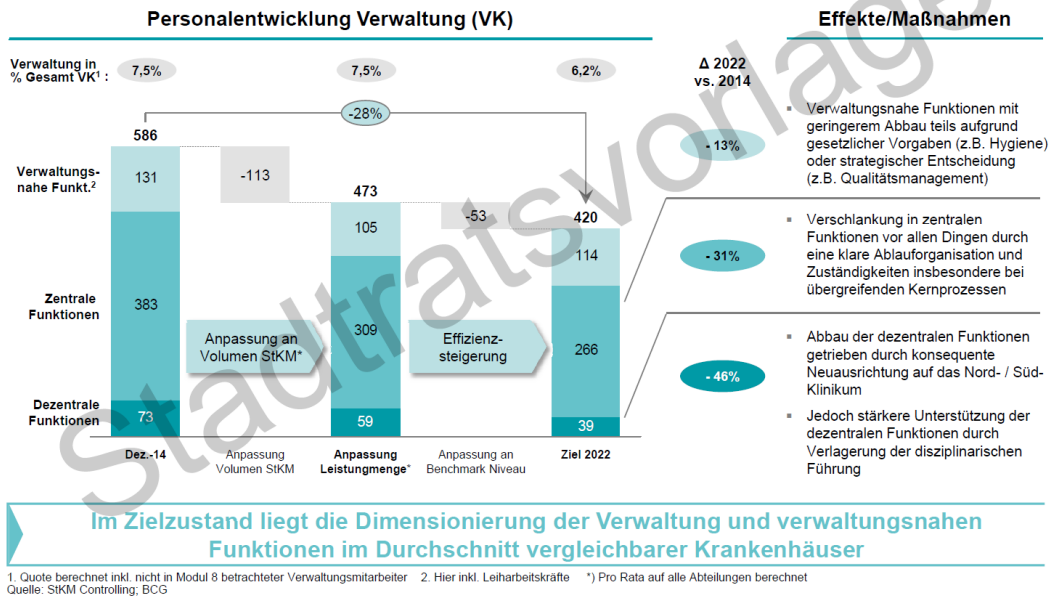 Personalentwicklung Verwaltung (VK)
Effekte/Maßnahmen
Verwaltung in
% Gesamt VK¹ :
7,5%
7,5%
6,2%
Δ 2022
vs. 2014
-28%
586
Verwaltungs-
nahe Funkt.²
131
-113
473
105
-53
420
114
Zentrale
Funktionen
383
Anpassung an
Volumen StKM*
309
Effizienz-
steigerung
266
Dezentrale
Funktionen
73
59
39
Dez.-14
Anpassung
Volumen StKM
Anpassung
Leistungmenge*
Anpassung an
Benchmark Niveau
Ziel 2022
- 13%
▪ Verwaltungsnahe Funktionen mit
geringerem Abbau teils aufgrund
gesetzlicher Vorgaben (z.B. Hygiene)
oder strategischer Entscheidung
(z.B. Qualitätsmanagement)
- 31%
▪ Verschlankung in zentralen
Funktionen vor allen Dingen durch
eine klare Ablauforganisation und
Zuständigkeiten insbesondere bei
übergreifenden Kernprozessen
- 46%
▪ Abbau der dezentralen Funktionen
getrieben durch konsequente
Neuausrichtung auf das Nord- / Süd-
Klinikum
▪ Jedoch stärkere Unterstützung der
dezentralen Funktionen durch
Verlagerung der disziplinarischen
Führung
Im Zielzustand liegt die Dimensionierung der Verwaltung und verwaltungsnahen
Funktionen im Durchschnitt vergleichbarer Krankenhäuser
1. Quote berechnet inkl. nicht in Modul 8 betrachteter Verwaltungsmitarbeiter 2. Hier inkl. Leiharbeitskräfte *) Pro Rata auf alle Abteilungen berechnet
Quelle: StKM Controlling; BCG
Stadtratsvorlage